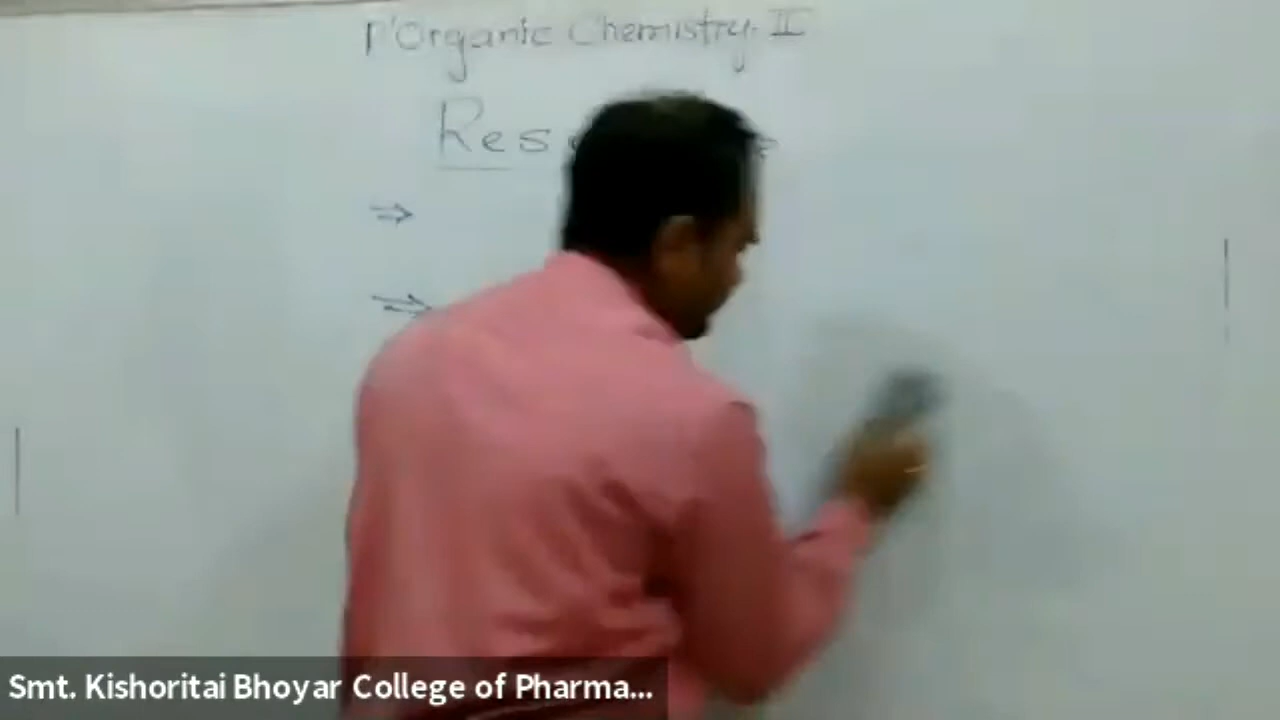 P'Organic Chemistry-II
Res
⇒
⇒
Smt. Kishoritai Bhoyar College of Pharma...